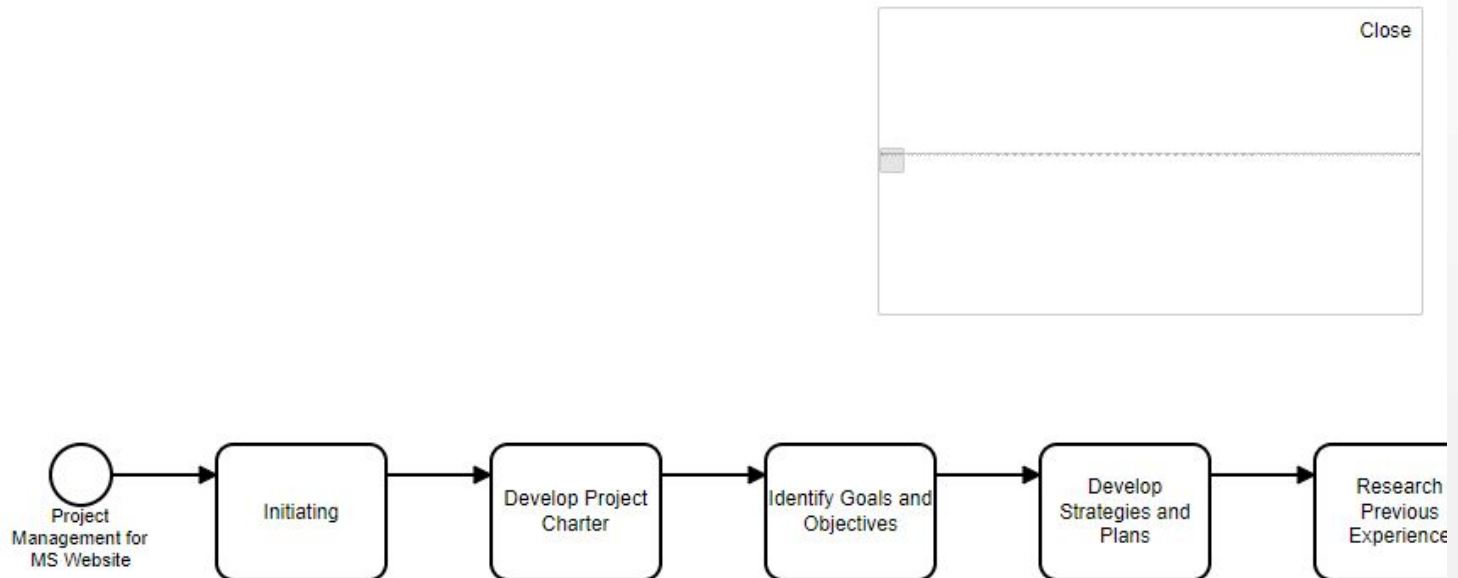 Close
Project
Management for
MS Website
Initiating
Develop Project
Charter
Identify Goals and
Objectives
Develop
Strategies and
Plans
Research
Previous
Experience